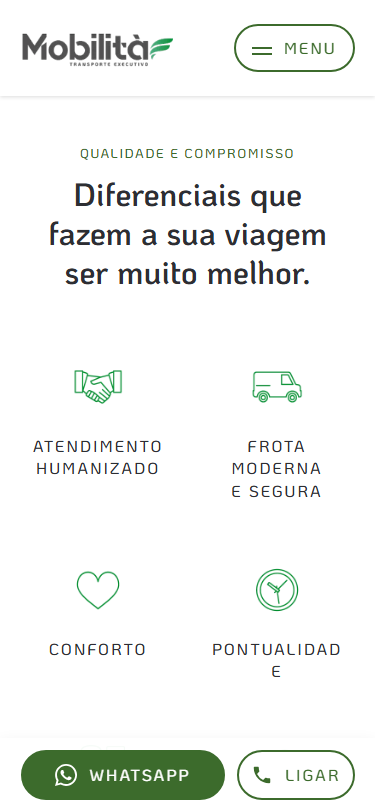 Mobilità
TRANSPORTE EXECUTIVO
MENU
QUALIDADE E COMPROMISSO
Diferenciais que
fazem a sua viagem
ser muito melhor.
ATENDIMENTO
HUMANIZADO
FROTA
MODERNA
E SEGURA
CONFORTO
PONTUALIDAD
E
WHATSAPP
LIGAR